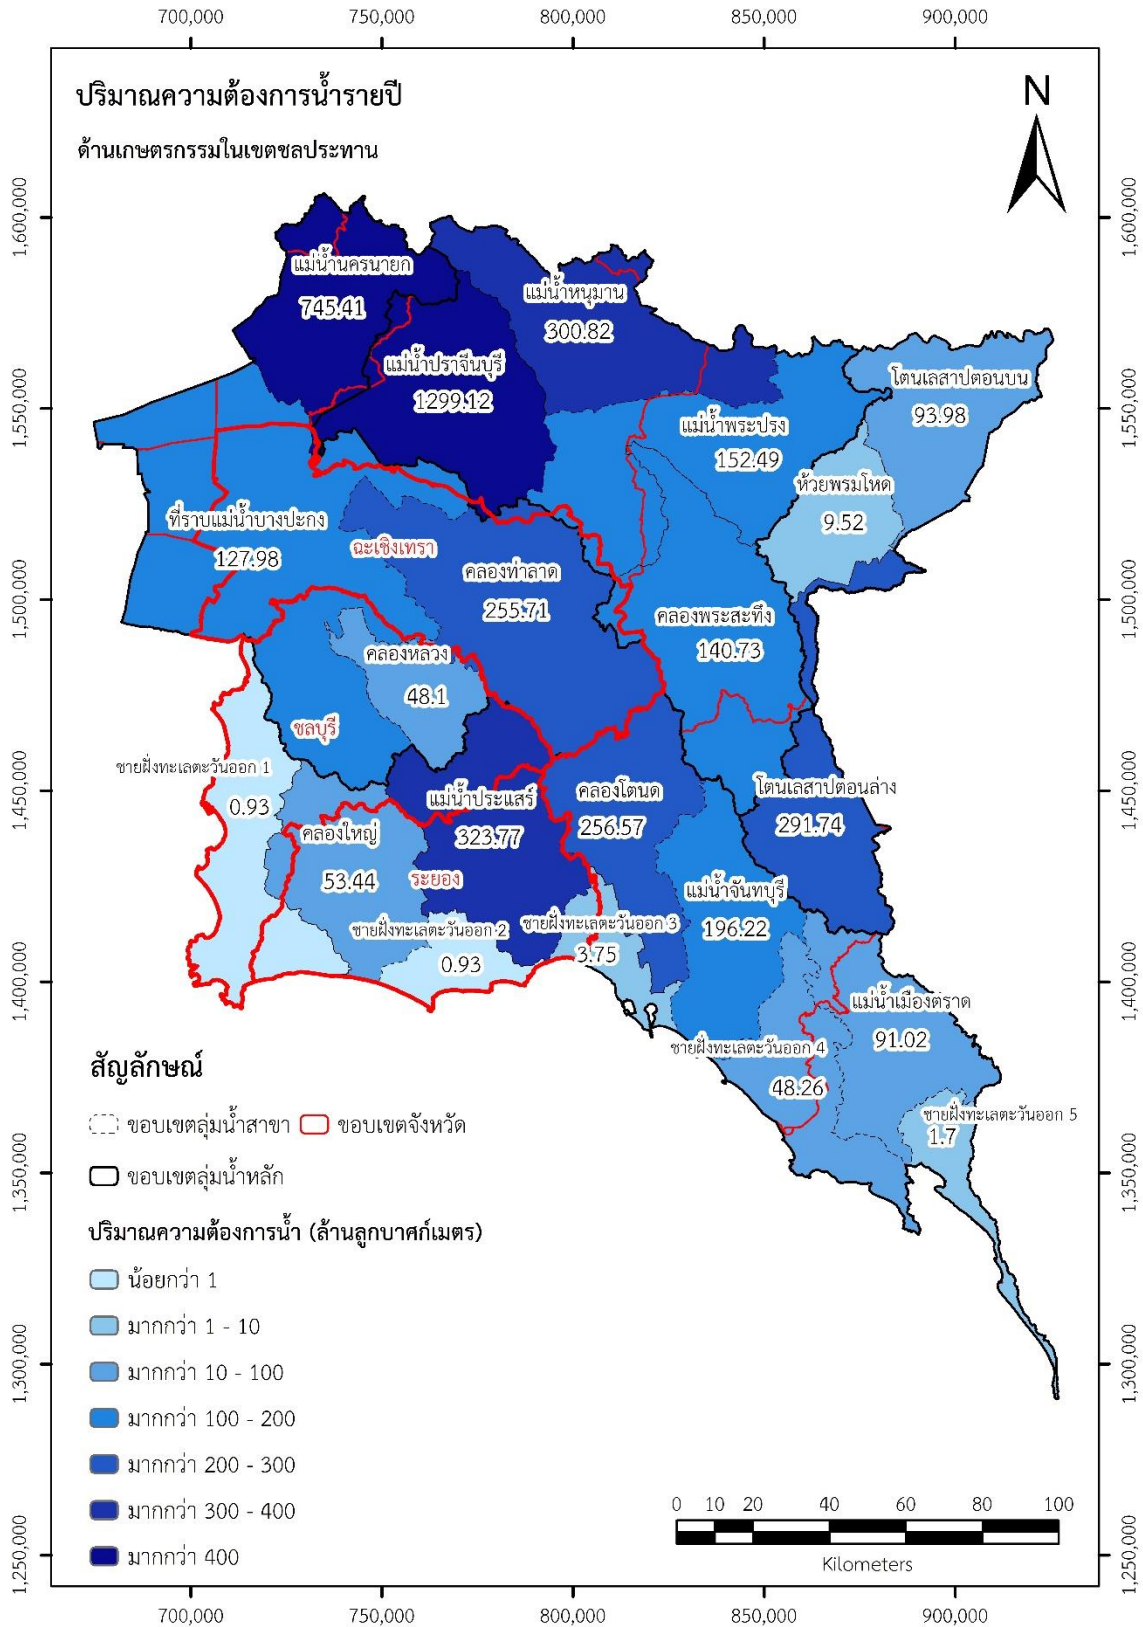 700,000 750,000 800,000 850,000 900,000
ปริมาณความต้องการน้ำรายปี
ด้านเกษตรกรรมในเขตชลประทาน
N
1,600,000
1,550,000
1,500,000
1,450,000
1,400,000
1,350,000
1,300,000
1,250,000
1,600,000
1,550,000
1,500,000
1,450,000
1,400,000
1,350,000
1,300,000
1,250,000
แม่น้ำนครนายก
745.41
แม่น้ำหนุมาน
300.82
แม่น้ำปราจีนบุรี
1299.12
โตนเลสาปตอนบน
93.98
แม่น้ำพระปรง
152.49
ห้วยพรมโหด
9.52
ที่ราบแม่น้ำบางปะกง
127.98
ฉะเชิงเทรา
คลองท่าลาด
255.71
คลองพระสะทึง
140.73
คลองหลวง
48.1
ชลบุรี
ชายฝั่งทะเลตะวันออก 1
0.93
แม่น้ำประแสร์
323.77
คลองโตนด
256.57
โตนเลสาปตอนล่าง
291.74
คลองใหญ่
53.44
ระยอง
แม่น้ำจันทบุรี
196.22
ชายฝั่งทะเลตะวันออก 2
0.93
ชายฝั่งทะเลตะวันออก 3
3.75
แม่น้ำเมืองตราด
91.02
ชายฝั่งทะเลตะวันออก 4
48.26
ชายฝั่งทะเลตะวันออก 5
1.7
สัญลักษณ์
ขอบเขตลุ่มน้ำสาขา ขอบเขตจังหวัด
ขอบเขตลุ่มน้ำหลัก
ปริมาณความต้องการน้ำ (ล้านลูกบาศก์เมตร)
น้อยกว่า 1
มากกว่า 1 - 10
มากกว่า 10 - 100
มากกว่า 100 - 200
มากกว่า 200 - 300
มากกว่า 300 - 400
มากกว่า 400
0 10 20 40 60 80 100
Kilometers
700,000 750,000 800,000 850,000 900,000